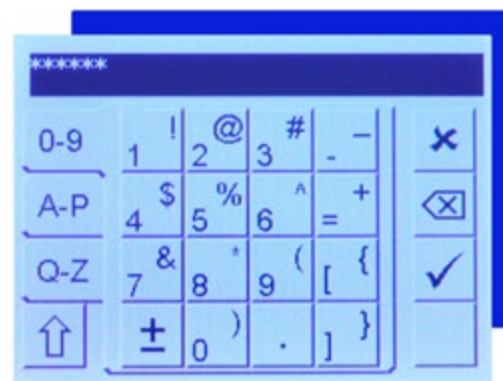 ******
0-9 1 ! 2 @ 3 # - _
A-P 4 $ 5 % 6 ^ = +
Q-Z 7 & 8 * 9 ( [ {
± 0 ) . ] }